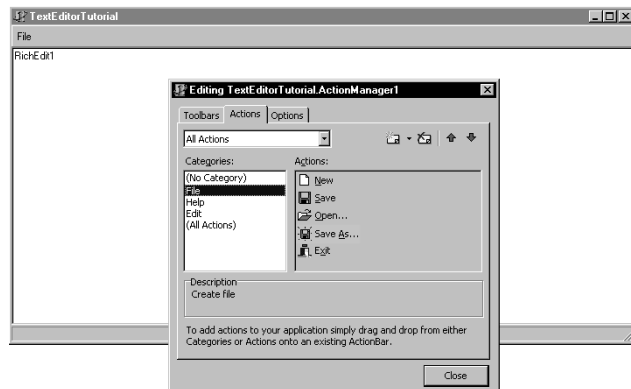 TextEditorTutorial
File
RichEdit1
Editing TextEditorTutorial.ActionManager1
Toolbars Actions Options
All Actions
Categories:
Actions:
(No Category)
File
Help
Edit
(All Actions)
New
Save
Open...
Save As...
Exit
Description
Create file
To add actions to your application simply drag and drop from either
Categories or Actions onto an existing ActionBar.
Close